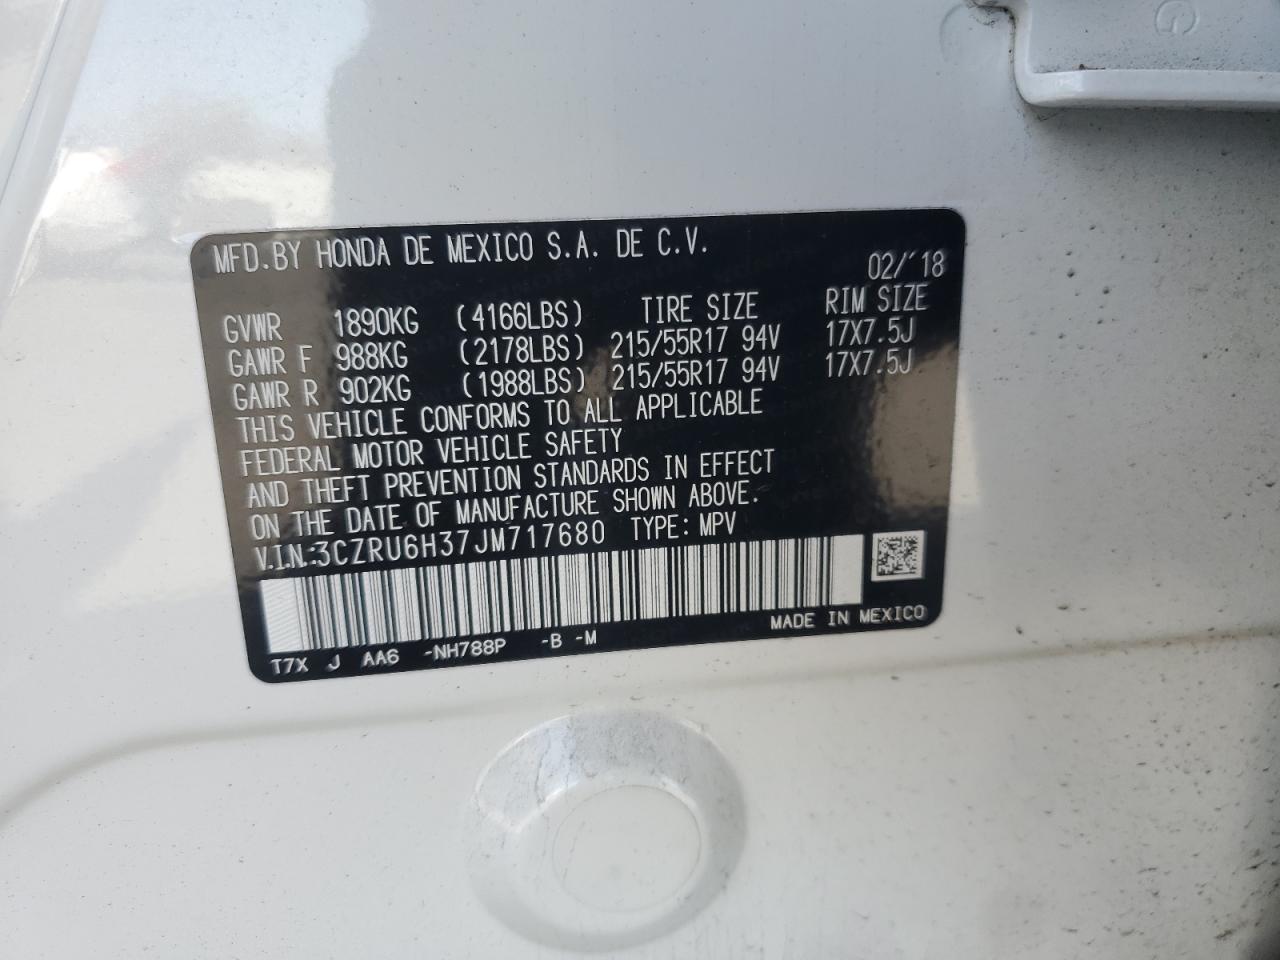 MFD.BY HONDA DE MEXICO S.A. DE C.V.
02/'18
GVWR 1890KG (4166LBS) TIRE SIZE RIM SIZE
GAWR F 988KG (2178LBS) 215/55R17 94V 17X7.5J
GAWR R 902KG (1988LBS) 215/55R17 94V 17X7.5J
THIS VEHICLE CONFORMS TO ALL APPLICABLE
FEDERAL MOTOR VEHICLE SAFETY
AND THEFT PREVENTION STANDARDS IN EFFECT
ON THE DATE OF MANUFACTURE SHOWN ABOVE.
V.I.N.:3CZRU6H37JM717680 TYPE: MPV
MADE IN MEXICO
T7X J AA6 -NH788P -B -M
G